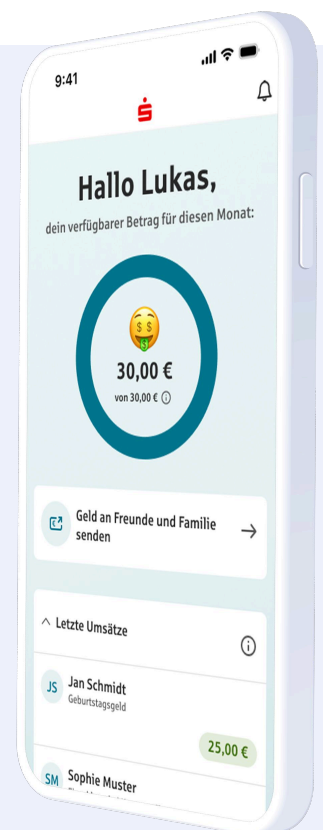 9:41
Hallo Lukas,
dein verfügbarer Betrag für diesen Monat:
30,00 €
von 30,00 €
Geld an Freunde und Familie
senden
Letzte Umsätze
JS
Jan Schmidt
Geburtstagsgeld
25,00 €
SM
Sophie Muster